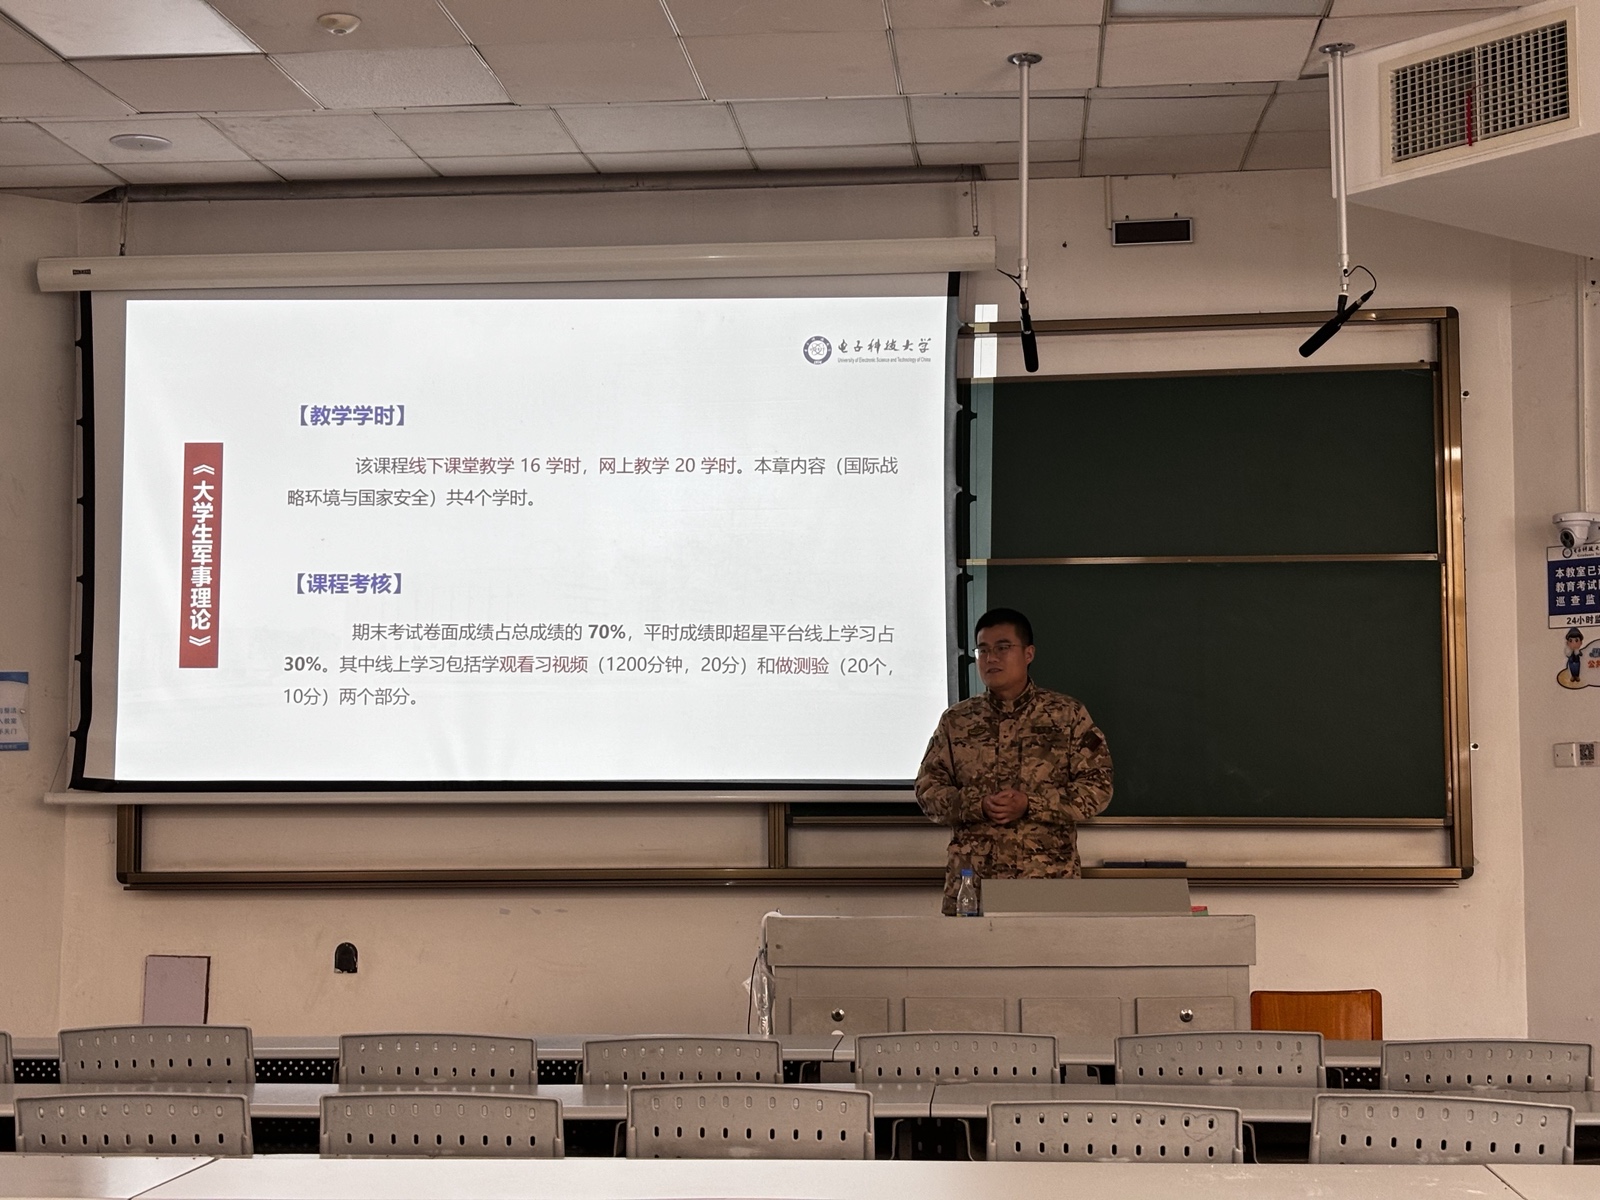 电子科技大学
University of Electronic Science and Technology of China
《大学生军事理论》
【教学学时】
该课程线下课堂教学 16 学时，网上教学 20 学时。本章内容（国际战
略环境与国家安全）共4个学时。
【课程考核】
期末考试卷面成绩占总成绩的 70%，平时成绩即超星平台线上学习占
30%。其中线上学习包括学观看习视频（1200分钟，20分）和做测验（20个，
10分）两个部分。
本教室已
教育考试
巡查监
24小时监